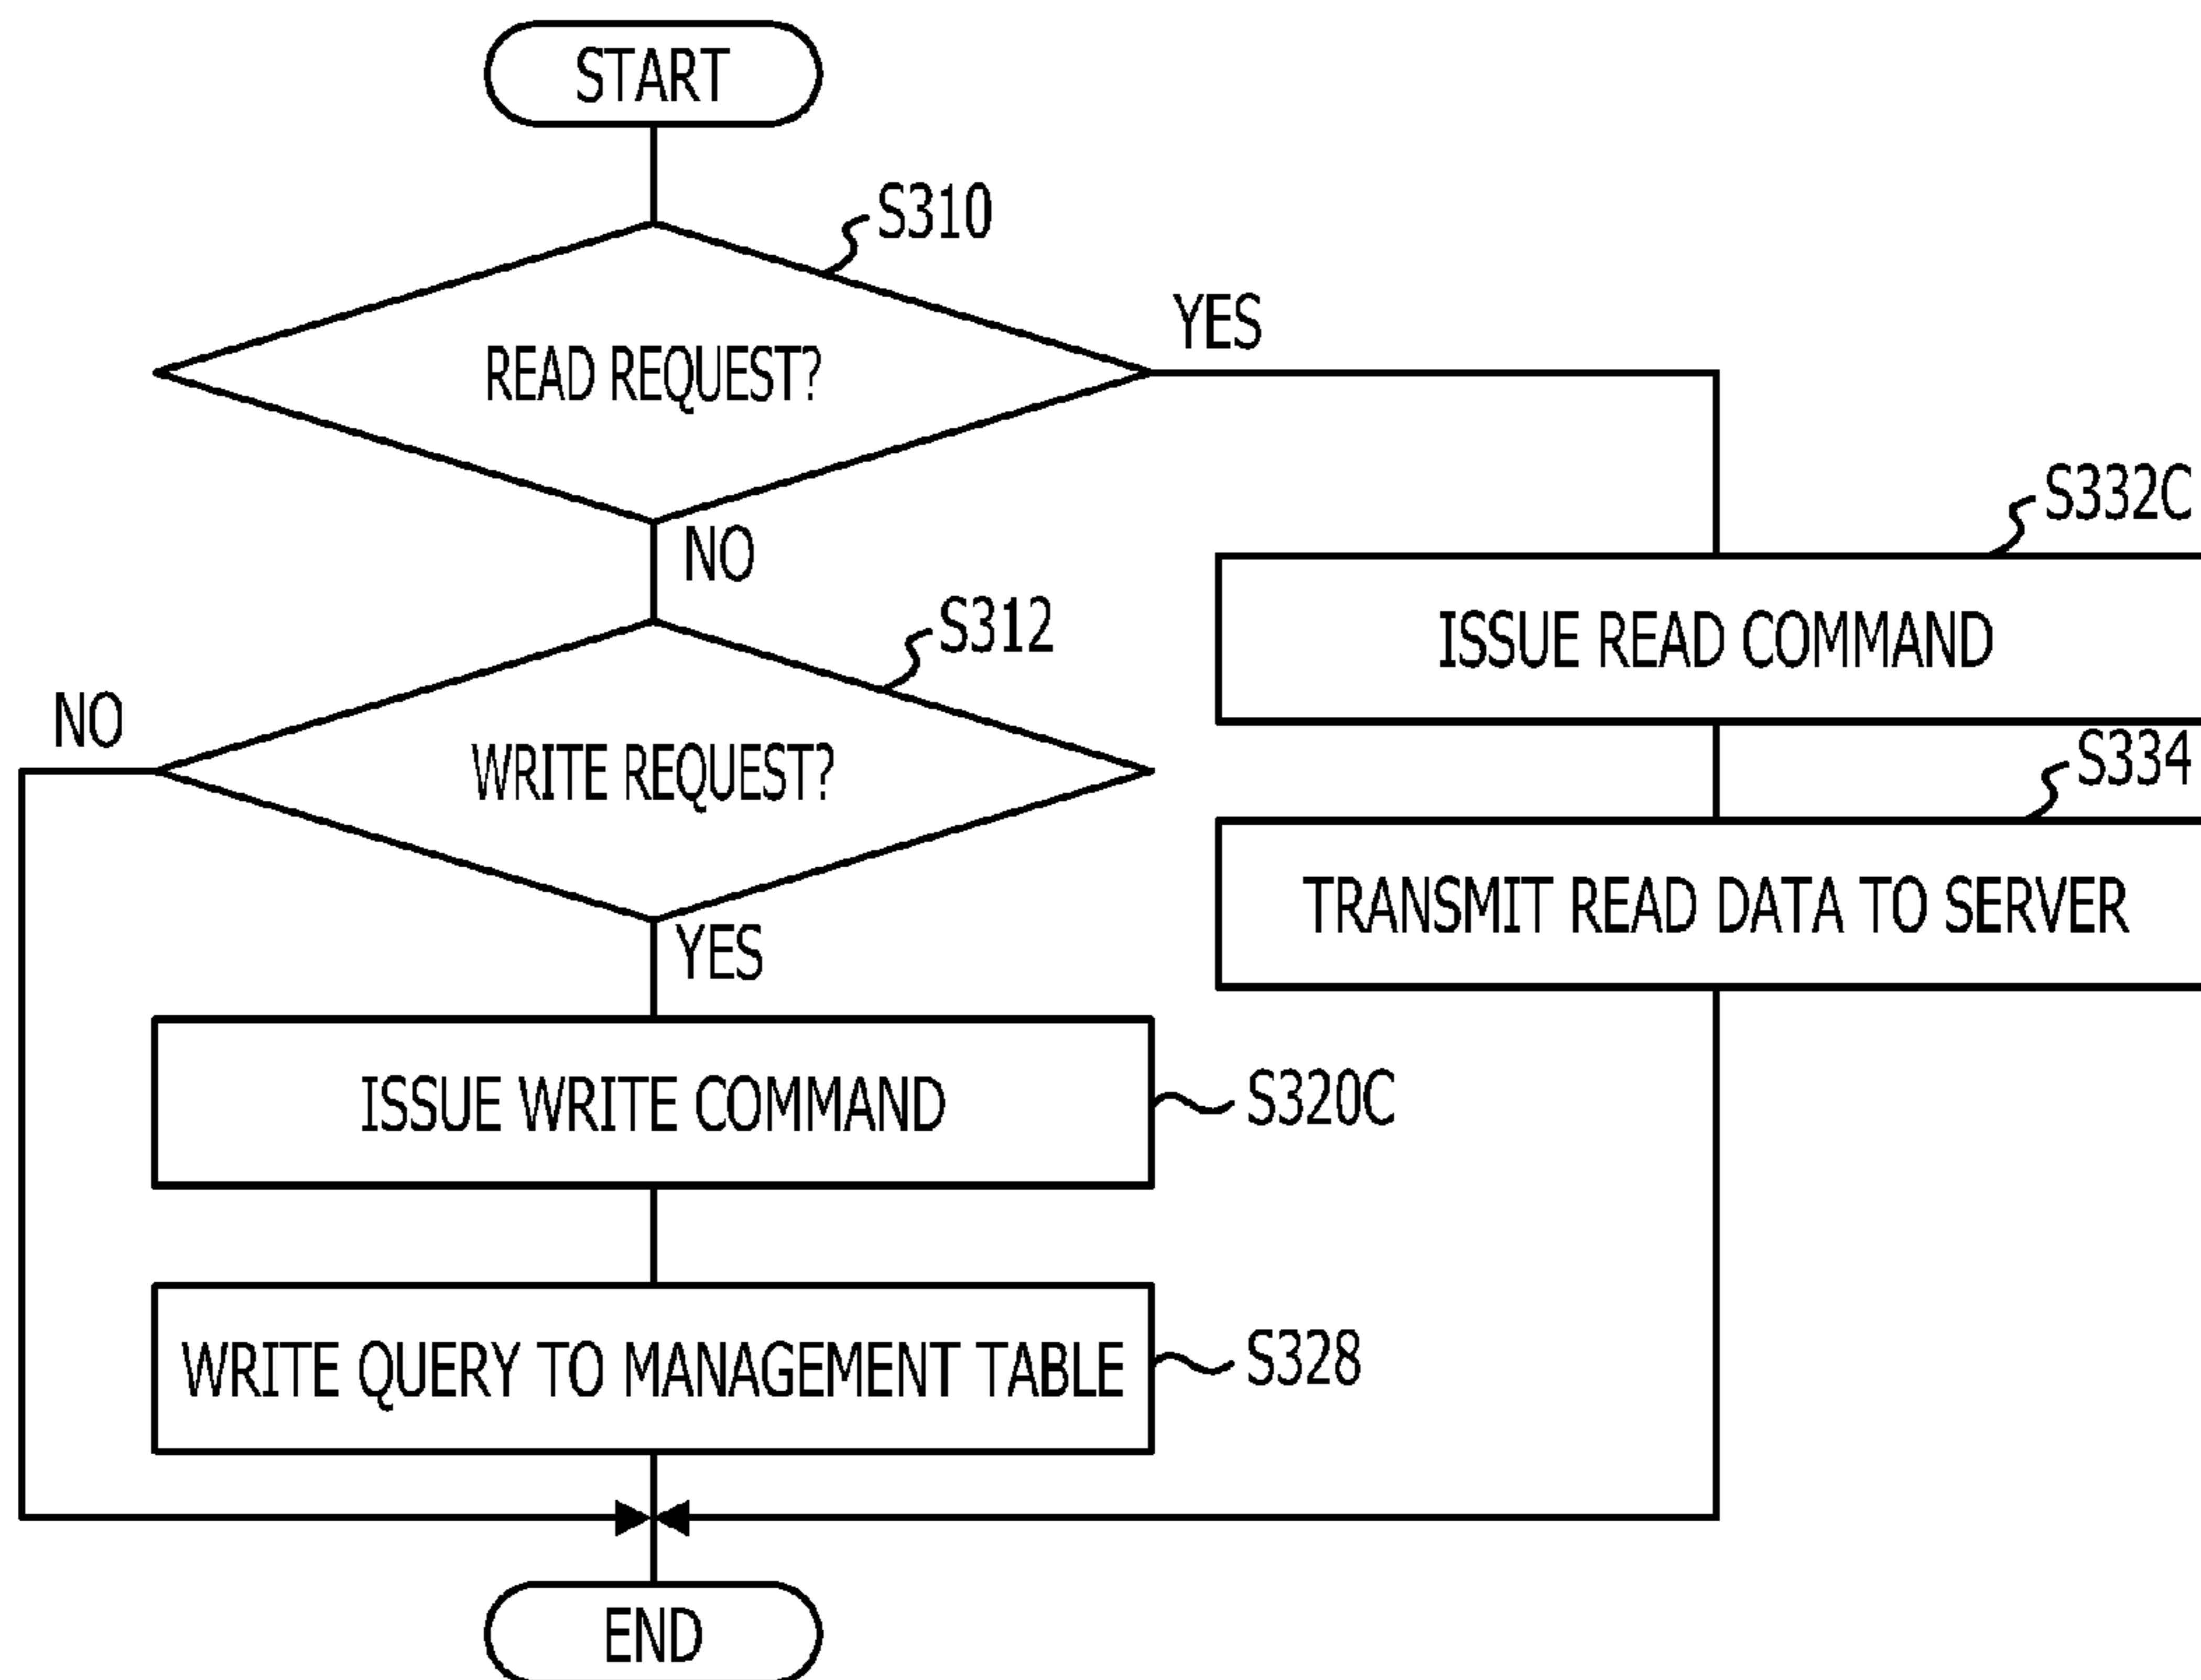 START
S310
READ REQUEST?
YES
NO
S332C
ISSUE READ COMMAND
S312
WRITE REQUEST?
NO
S334
TRANSMIT READ DATA TO SERVER
YES
ISSUE WRITE COMMAND
S320C
WRITE QUERY TO MANAGEMENT TABLE
S328
END